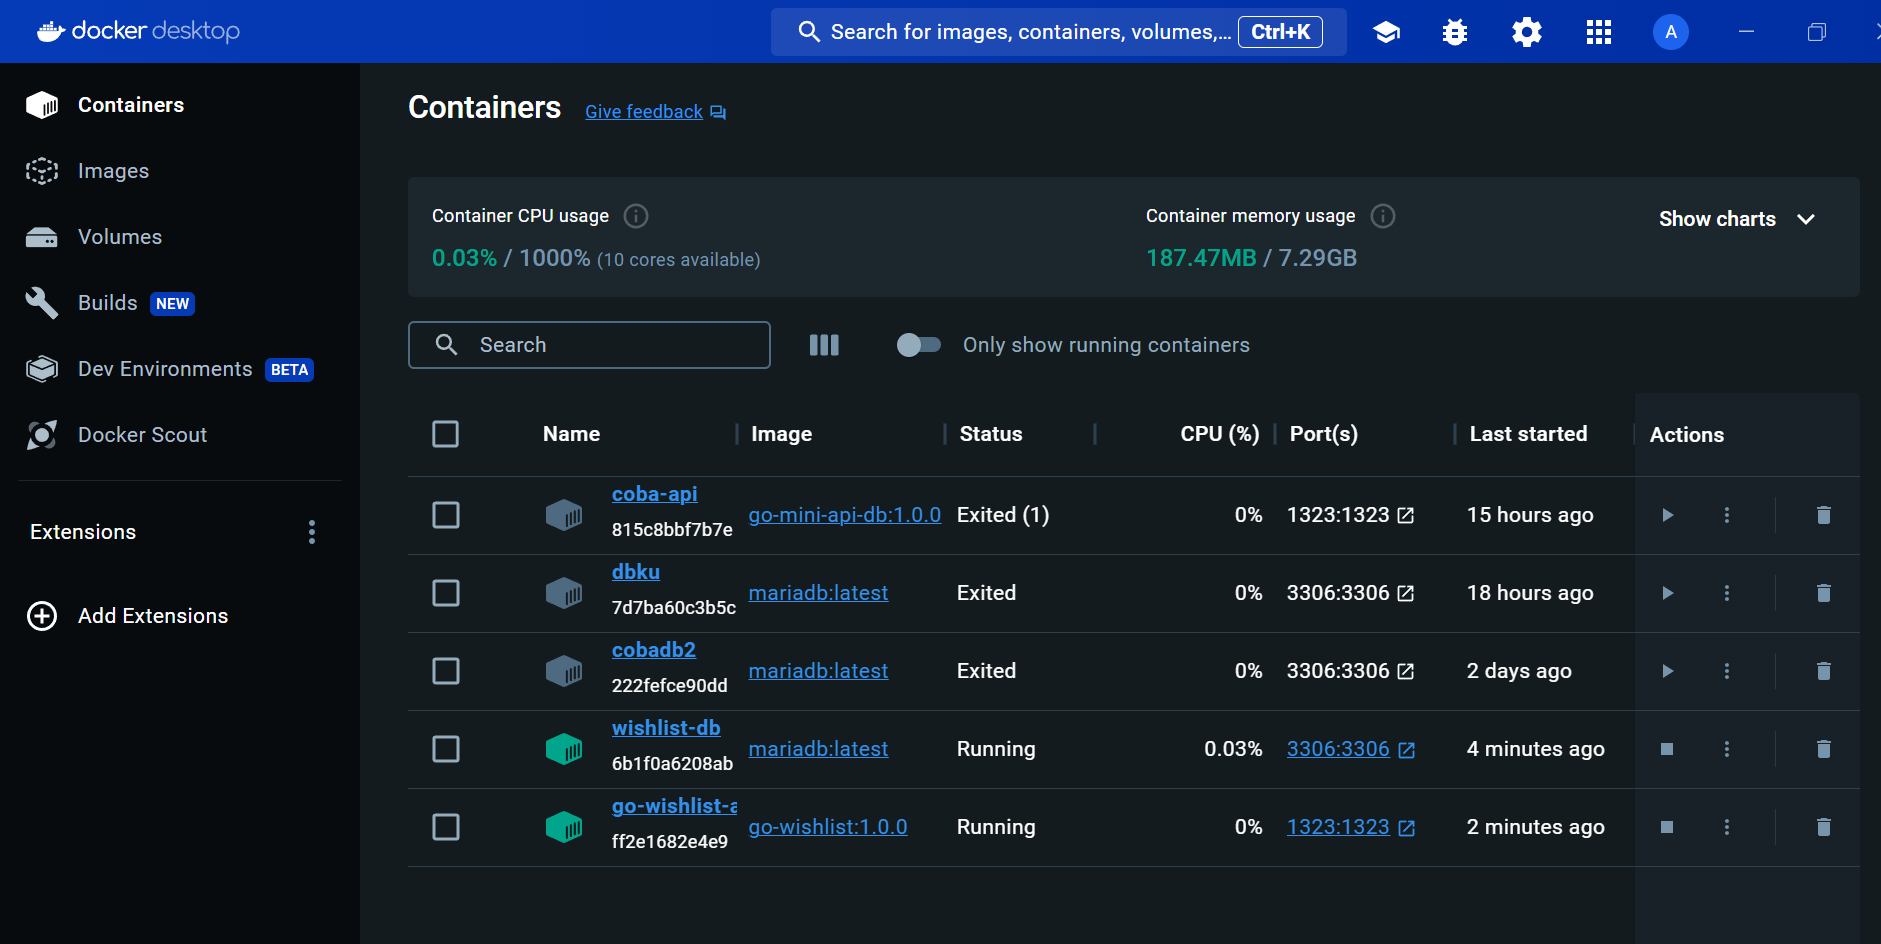 docker desktop
Search for images, containers, volumes,... Ctrl+K
A
Containers
Images
Volumes
Builds NEW
Dev Environments BETA
Docker Scout
Extensions
Add Extensions
Containers Give feedback
Container CPU usage
0.03% / 1000% (10 cores available)
Container memory usage
187.47MB / 7.29GB
Show charts
Search
Only show running containers
Name Image Status CPU (%) Port(s) Last started Actions
coba-api
815c8bbf7b7e
go-mini-api-db:1.0.0 Exited (1) 0% 1323:1323 15 hours ago
dbku
7d7ba60c3b5c
mariadb:latest Exited 0% 3306:3306 18 hours ago
cobadb2
222fefce90dd
mariadb:latest Exited 0% 3306:3306 2 days ago
wishlist-db
6b1f0a6208ab
mariadb:latest Running 0.03% 3306:3306 4 minutes ago
go-wishlist-a
ff2e1682e4e9
go-wishlist:1.0.0 Running 0% 1323:1323 2 minutes ago